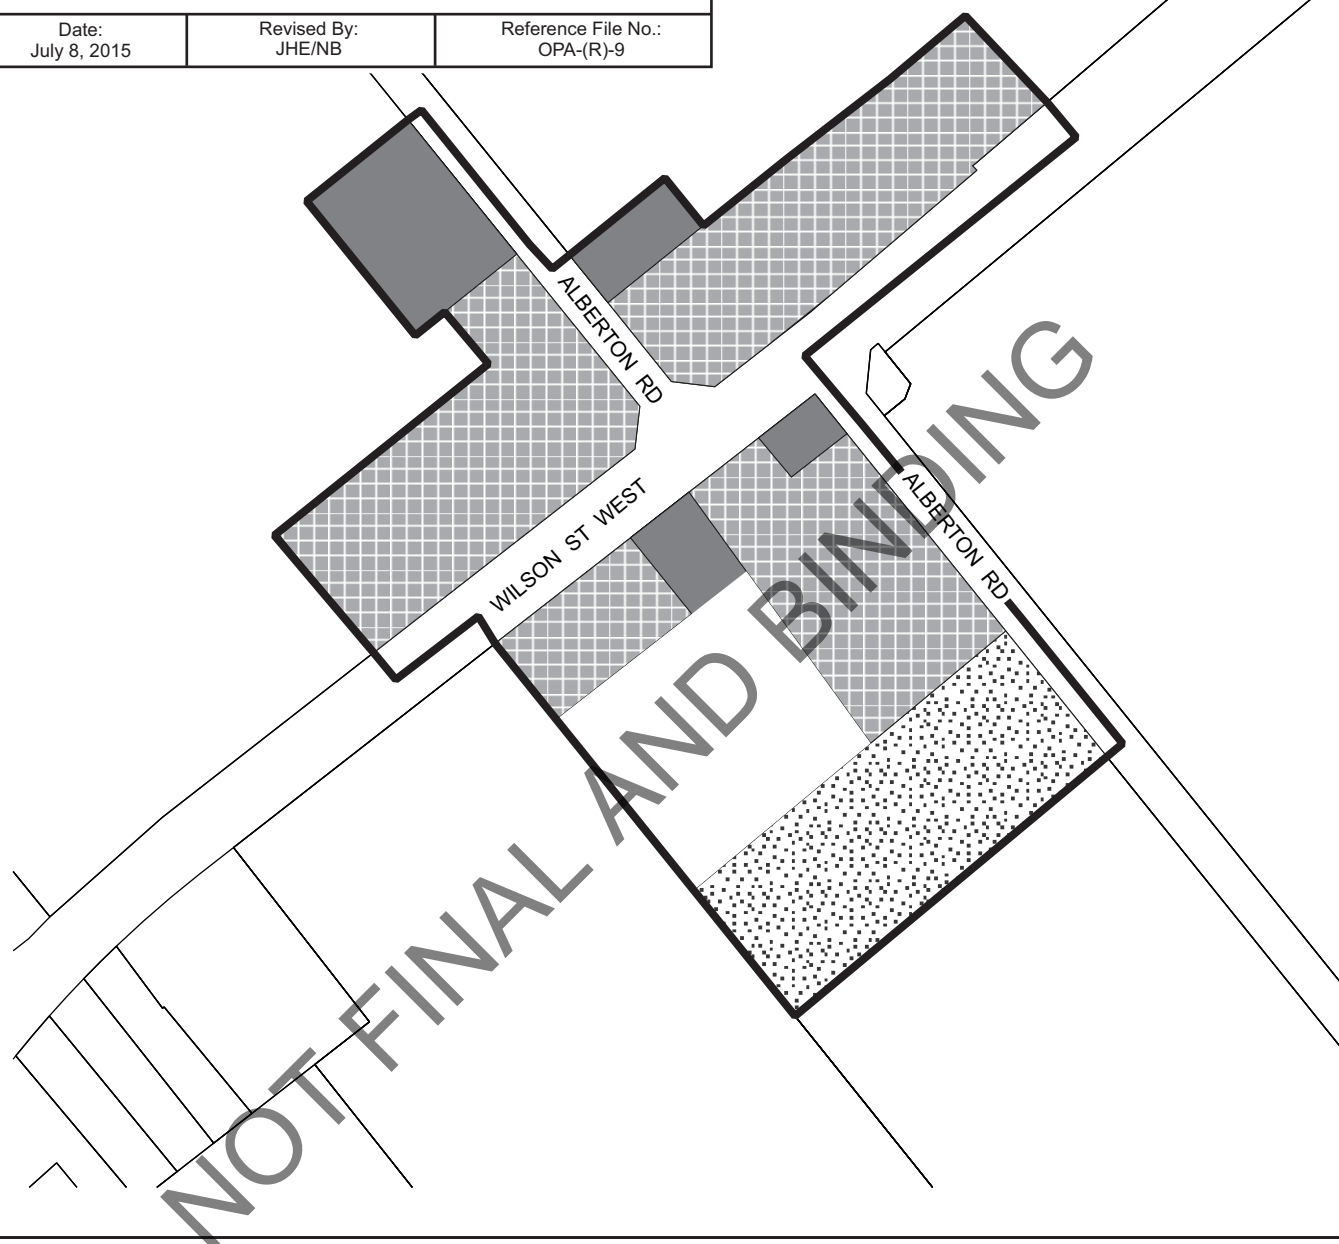 Date:
July 8, 2015
Revised By:
JHE/NB
Reference File No.:
OPA-(R)-9
ALBERTON RD
WILSON ST WEST
ALBERTON RD
NOT FINAL AND BINDING